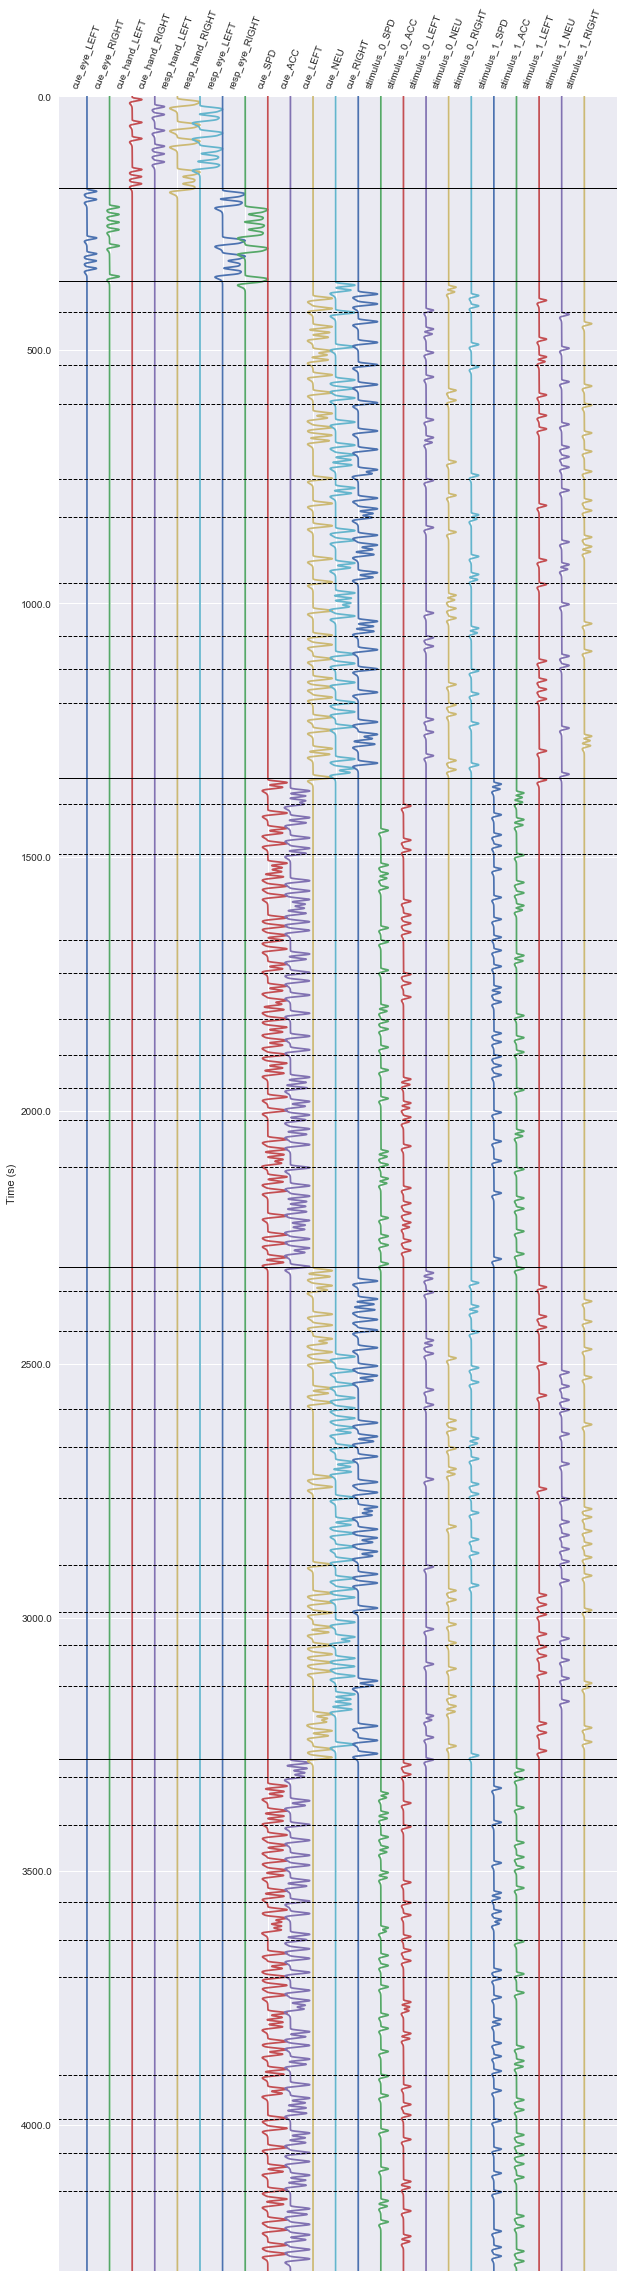 cue_eye_LEFT
cue_eye_RIGHT
cue_hand_LEFT
cue_hand_RIGHT
resp_hand_LEFT
resp_hand_RIGHT
resp_eye_LEFT
resp_eye_RIGHT
cue_SPD
cue_ACC
cue_LEFT
cue_NEU
cue_RIGHT
stimulus_0_SPD
stimulus_0_ACC
stimulus_0_LEFT
stimulus_0_NEU
stimulus_0_RIGHT
stimulus_1_SPD
stimulus_1_ACC
stimulus_1_LEFT
stimulus_1_NEU
stimulus_1_RIGHT
0.0
500.0
1000.0
1500.0
2000.0
Time (s)
2500.0
3000.0
3500.0
4000.0